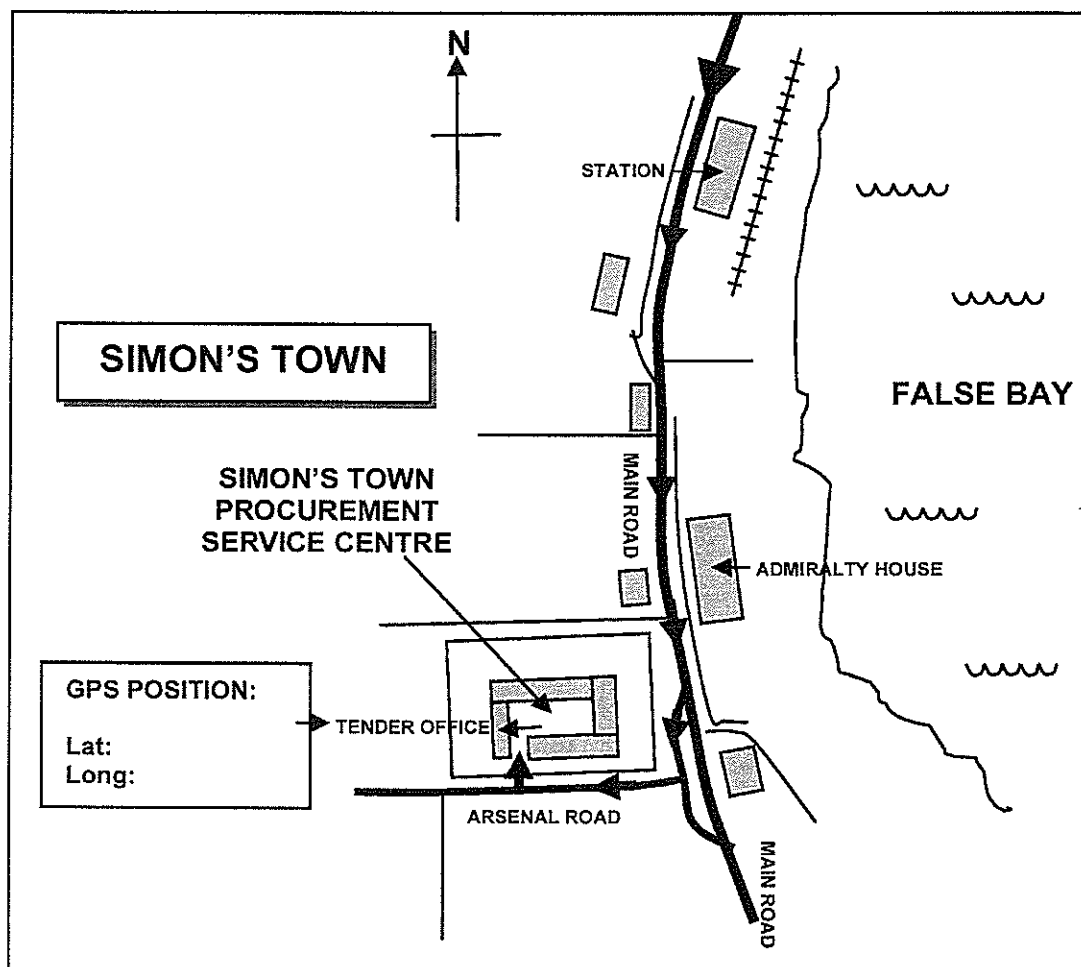 N
STATION
SIMON'S TOWN
FALSE BAY
MAIN ROAD
SIMON'S TOWN
PROCUREMENT
SERVICE CENTRE
ADMIRALTY HOUSE
GPS POSITION:
Lat:
Long:
TENDER OFFICE
ARSENAL ROAD
MAIN ROAD